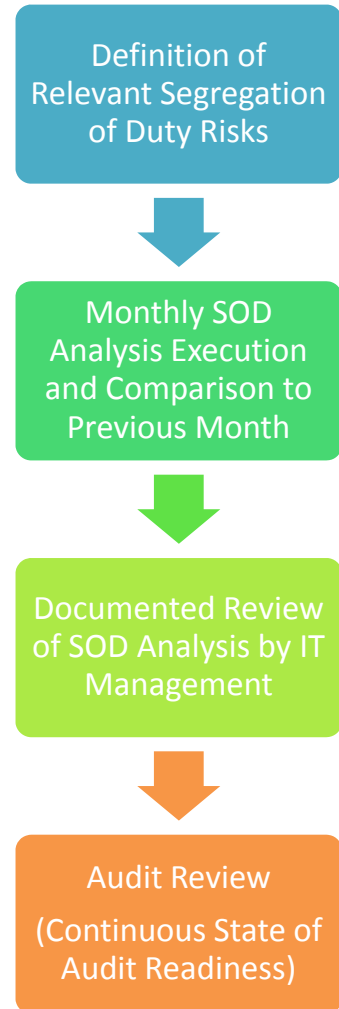 Definition of
Relevant Segregation
of Duty Risks
Monthly SOD
Analysis Execution
and Comparison to
Previous Month
Documented Review
of SOD Analysis by IT
Management
Audit Review
(Continuous State of
Audit Readiness)